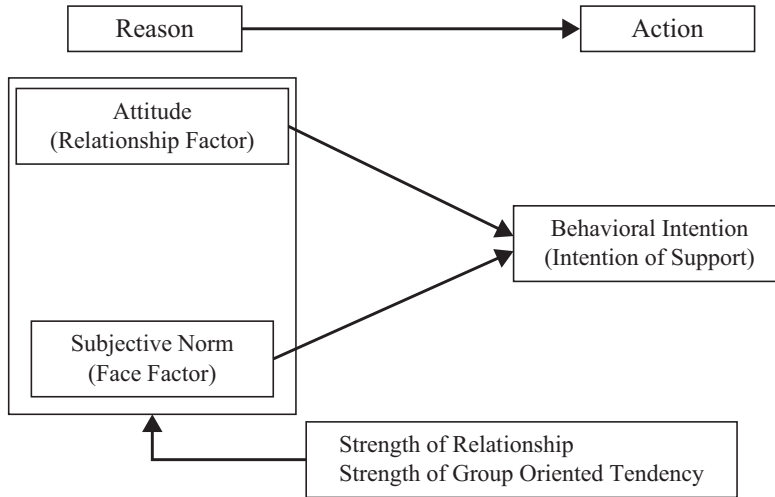 Reason
Action
Attitude
(Relationship Factor)
Behavioral Intention
(Intention of Support)
Subjective Norm
(Face Factor)
Strength of Relationship
Strength of Group Oriented Tendency